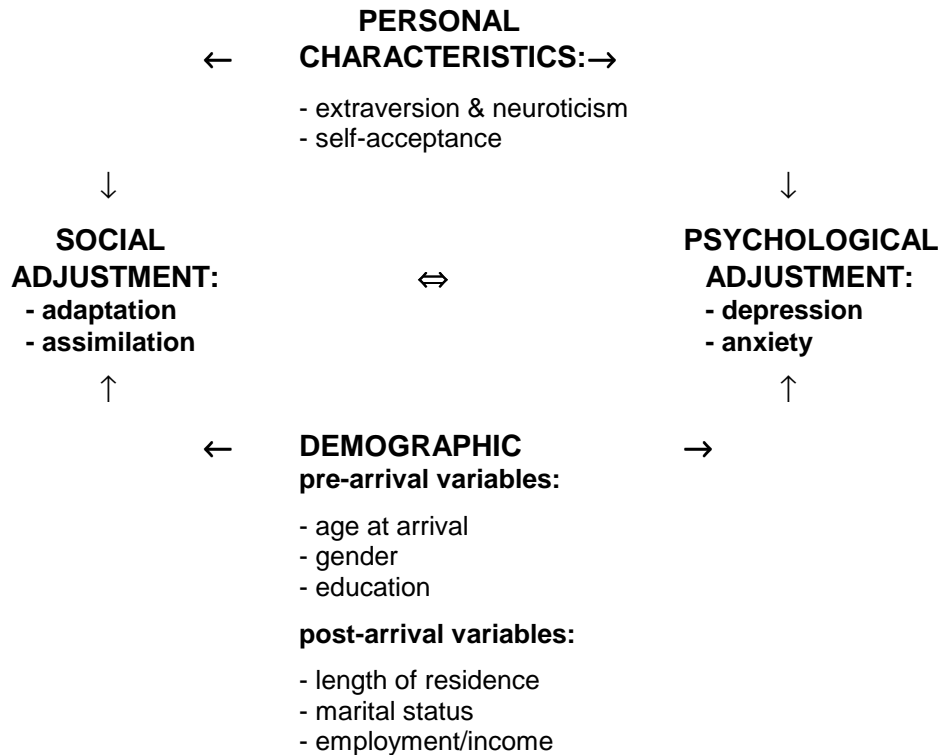 PERSONAL
← CHARACTERISTICS:→
- extraversion & neuroticism
- self-acceptance
↓ ↓
SOCIAL PSYCHOLOGICAL
ADJUSTMENT: ⇔ ADJUSTMENT:
- adaptation - depression
- assimilation - anxiety
↑ ↑
← DEMOGRAPHIC →
pre-arrival variables:
- age at arrival
- gender
- education
post-arrival variables:
- length of residence
- marital status
- employment/income